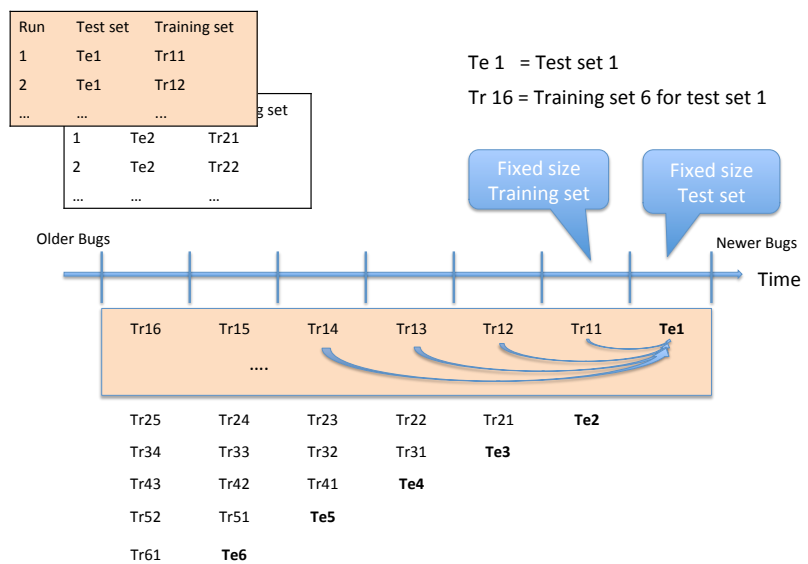 Run Test set Training set
1 Te1 Tr11
2 Te1 Tr12
… … ...
set
1 Te2 Tr21
2 Te2 Tr22
… … …
Te 1 = Test set 1
Tr 16 = Training set 6 for test set 1
Fixed size
Training set
Fixed size
Test set
Older Bugs
Newer Bugs
Time
Tr16 Tr15 Tr14 Tr13 Tr12 Tr11 Te1
....
Tr25 Tr24 Tr23 Tr22 Tr21 Te2
Tr34 Tr33 Tr32 Tr31 Te3
Tr43 Tr42 Tr41 Te4
Tr52 Tr51 Te5
Tr61 Te6